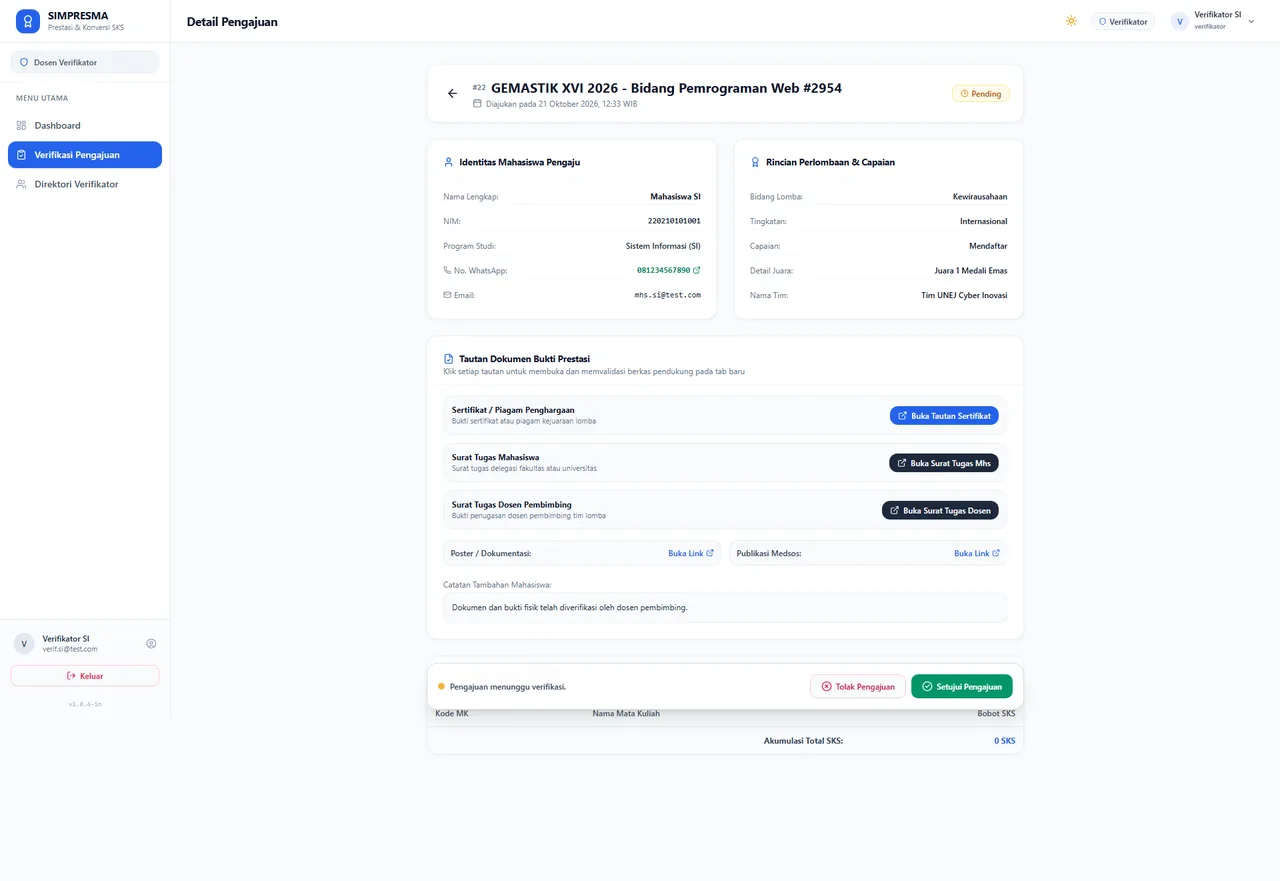 SIMPRESMA
Prestasi & Konversi SKS
Dosen Verifikator
MENU UTAMA
Dashboard
Verifikasi Pengajuan
Direktori Verifikator
V Verifikator SI
verif.si@test.com
Keluar
v1.0.4-in
Detail Pengajuan
Verifikator
V Verifikator SI
verifikator
#22 GEMASTIK XVI 2026 - Bidang Pemrograman Web #2954
Diajukan pada 21 Oktober 2026, 12:33 WIB
Pending
Identitas Mahasiswa Pengaju
Nama Lengkap: Mahasiswa SI
NIM: 220210101001
Program Studi: Sistem Informasi (SI)
No. WhatsApp: 081234567890
Email: mhs.si@test.com
Rincian Perlombaan & Capaian
Bidang Lomba: Kewirausahaan
Tingkatan: Internasional
Capaian: Mendaftar
Detail Juara: Juara 1 Medali Emas
Nama Tim: Tim UNEJ Cyber Inovasi
Tautan Dokumen Bukti Prestasi
Klik setiap tautan untuk membuka dan memvalidasi berkas pendukung pada tab baru
Sertifikat / Piagam Penghargaan
Bukti sertifikat atau piagam kejuaraan lomba
Buka Tautan Sertifikat
Surat Tugas Mahasiswa
Surat tugas delegasi fakultas atau universitas
Buka Surat Tugas Mhs
Surat Tugas Dosen Pembimbing
Bukti penugasan dosen pembimbing tim lomba
Buka Surat Tugas Dosen
Poster / Dokumentasi: Buka Link
Publikasi Medsos: Buka Link
Catatan Tambahan Mahasiswa:
Dokumen dan bukti fisik telah diverifikasi oleh dosen pembimbing.
Pengajuan menunggu verifikasi.
Tolak Pengajuan
Setujui Pengajuan
Kode MK Nama Mata Kuliah Bobot SKS
Akumulasi Total SKS: 0 SKS